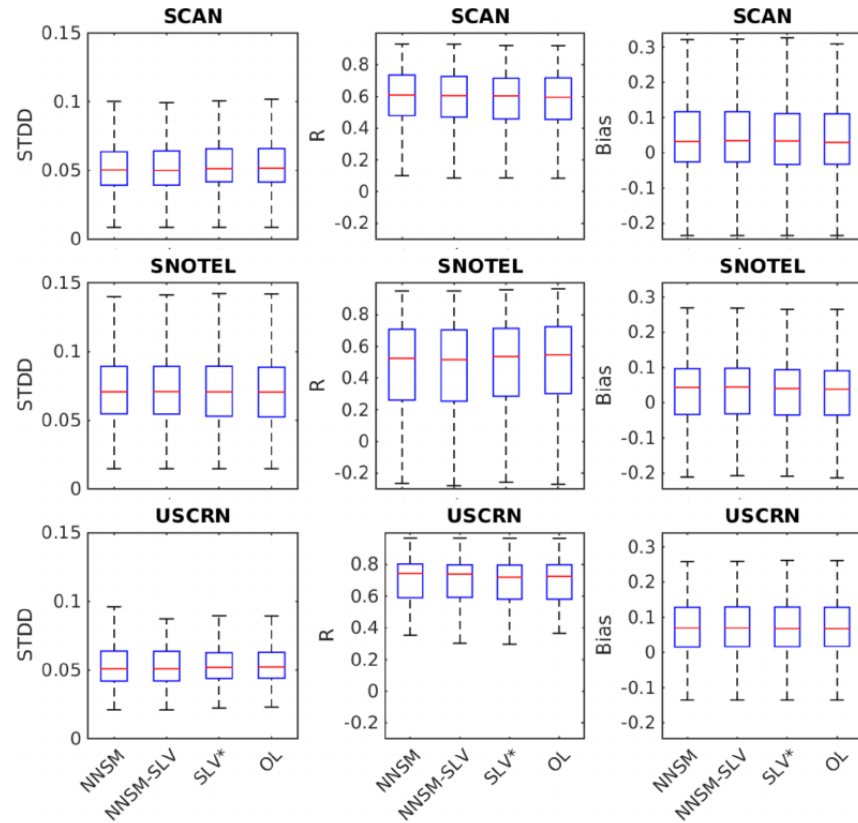 SCAN
SCAN
SCAN
0.15
0.1
0.05
0
STDD
0.8
0.6
0.4
0.2
0
-0.2
R
0.3
0.2
0.1
0
-0.1
-0.2
Bias
SNOTEL
SNOTEL
SNOTEL
0.15
0.1
0.05
0
STDD
0.8
0.6
0.4
0.2
0
-0.2
R
0.3
0.2
0.1
0
-0.1
-0.2
Bias
USCRN
USCRN
USCRN
0.15
0.1
0.05
0
STDD
0.8
0.6
0.4
0.2
0
-0.2
R
0.3
0.2
0.1
0
-0.1
-0.2
Bias
NNSM
NNSM-SLV
SLV*
OL
NNSM
NNSM-SLV
SLV*
OL
NNSM
NNSM-SLV
SLV*
OL